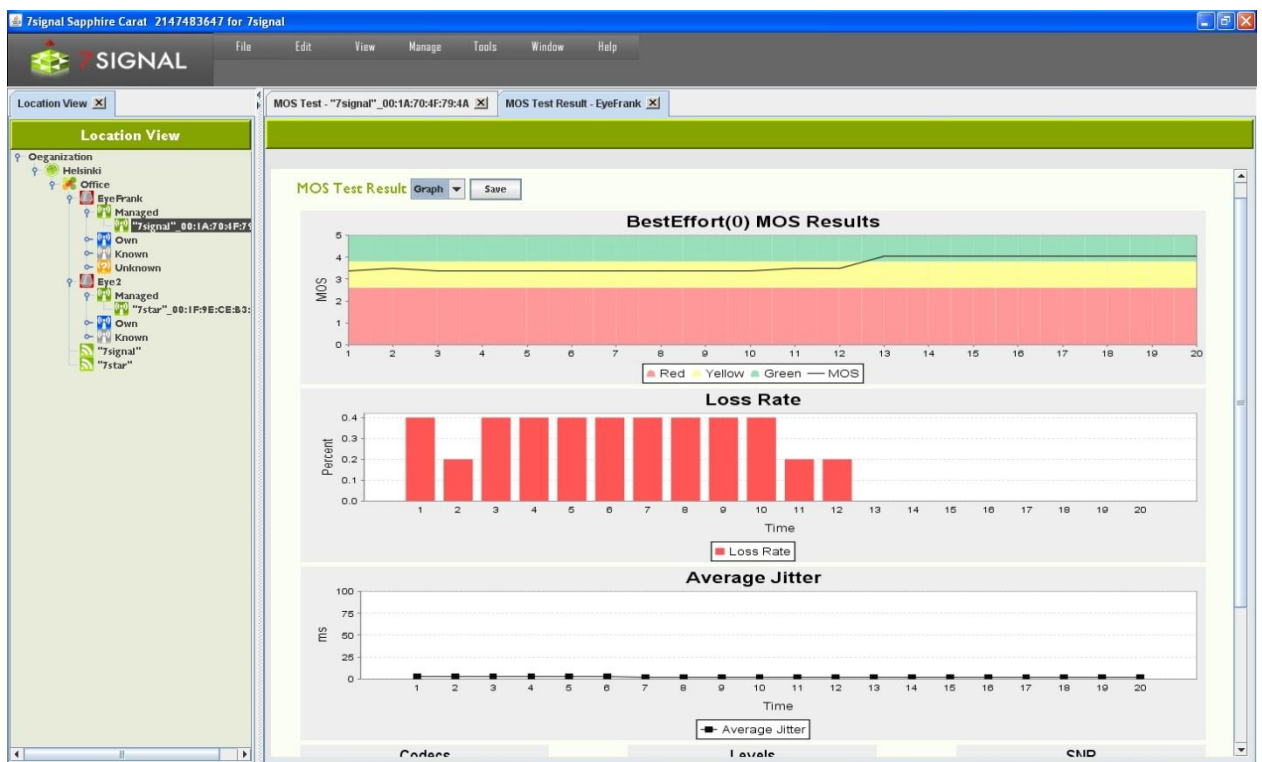 7signal Sapphire Carat 2147483647 for 7signal
7SIGNAL
File Edit View Manage Tools Window Help
Location View
MOS Test - "7signal"_00:1A:70:4F:79:4A
MOS Test Result - EyeFrank
Location View
Oeganization
Helsinki
Office
EyeFrank
Managed
"7signal"_00:1A:70:4F:79
Own
Known
Unknown
Eye2
Managed
"7star"_00:1F:9E:CE:B3:
Own
Known
"7signal"
"7star"
MOS Test Result Graph Save
BestEffort(0) MOS Results
MOS
5
4
3
2
1
0
1 2 3 4 5 6 7 8 9 10 11 12 13 14 15 16 17 18 19 20
Red Yellow Green MOS
Loss Rate
Percent
0.4
0.3
0.2
0.1
0.0
1 2 3 4 5 6 7 8 9 10 11 12 13 14 15 16 17 18 19 20
Time
Loss Rate
Average Jitter
ms
100
75
50
25
0
1 2 3 4 5 6 7 8 9 10 11 12 13 14 15 16 17 18 19 20
Time
Average Jitter
Codecs Levels SNR